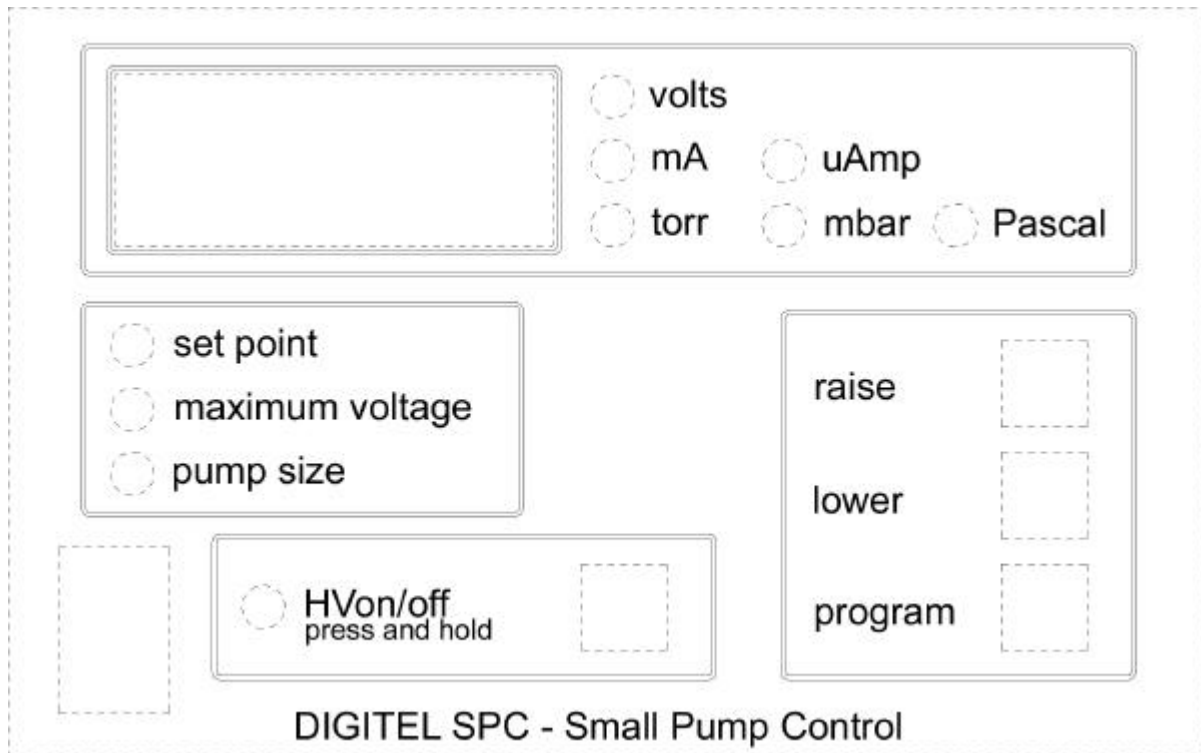 volts
mA uAmp
torr mbar Pascal
set point
maximum voltage
pump size
raise
lower
program
HVon/off
press and hold
DIGITEL SPC - Small Pump Control